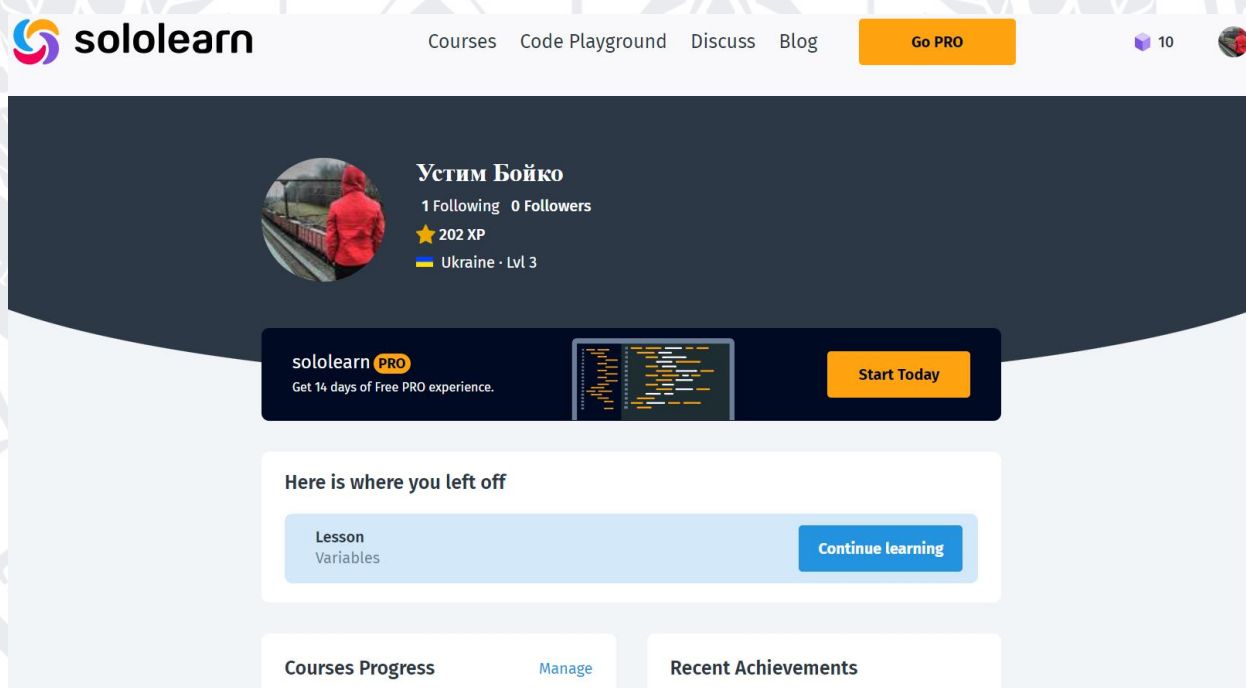 sololearn Courses Code Playground Discuss Blog Go PRO 10
Устим Бойко
1 Following 0 Followers
202 XP
Ukraine · Lvl 3
sololearn PRO
Get 14 days of Free PRO experience.
Start Today
Here is where you left off
Lesson
Variables
Continue learning
Courses Progress Manage
Recent Achievements